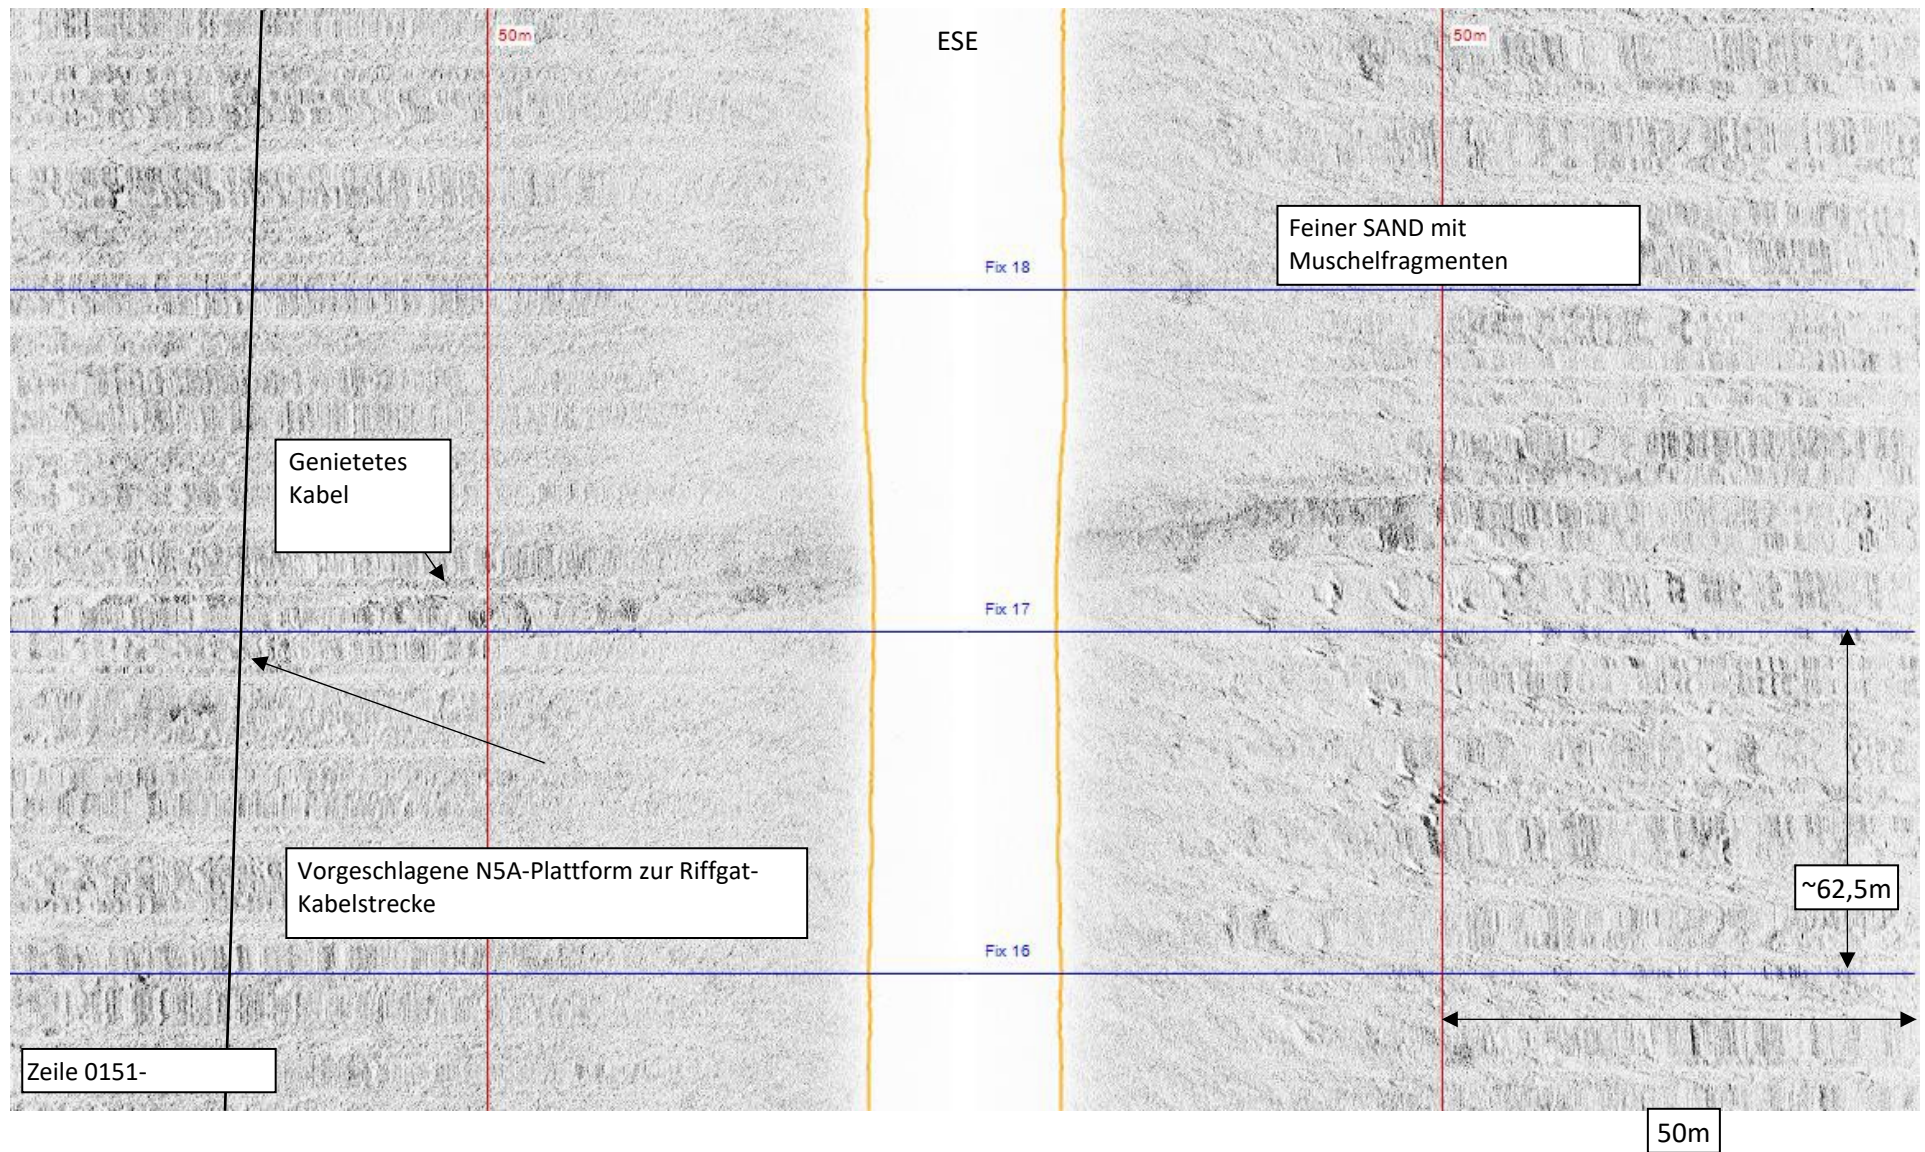 50m
ESE
50m
Feiner SAND mit
Muschelfragmenten
Fix 18
Genietetes
Kabel
Fix 17
Vorgeschlagene N5A-Plattform zur Riffgat-
Kabelstrecke
~62,5m
Fix 16
Zeile 0151-
50m